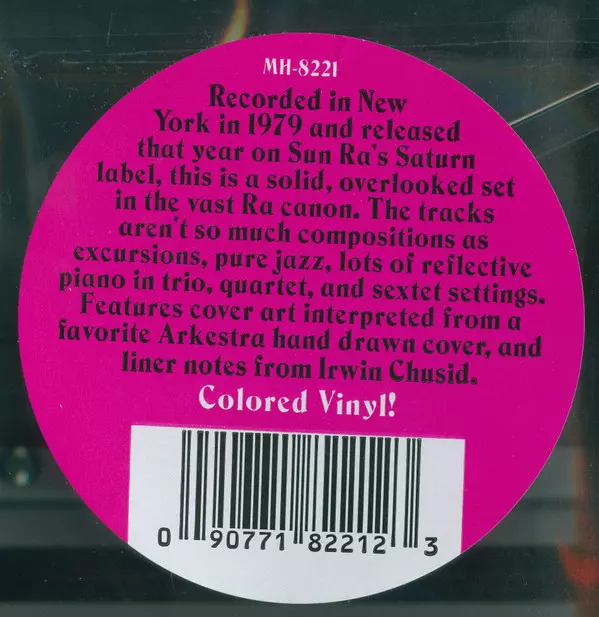 MH-8221
Recorded in New
York in 1979 and released
that year on Sun Ra's Saturn
label, this is a solid, overlooked set
in the vast Ra canon. The tracks
aren't so much compositions as
excursions, pure jazz, lots of reflective
piano in trio, quartet, and sextet settings.
Features cover art interpreted from a
favorite Arkestra hand drawn cover, and
liner notes from Irwin Chusid.
Colored Vinyl!
0 90771 82212 3